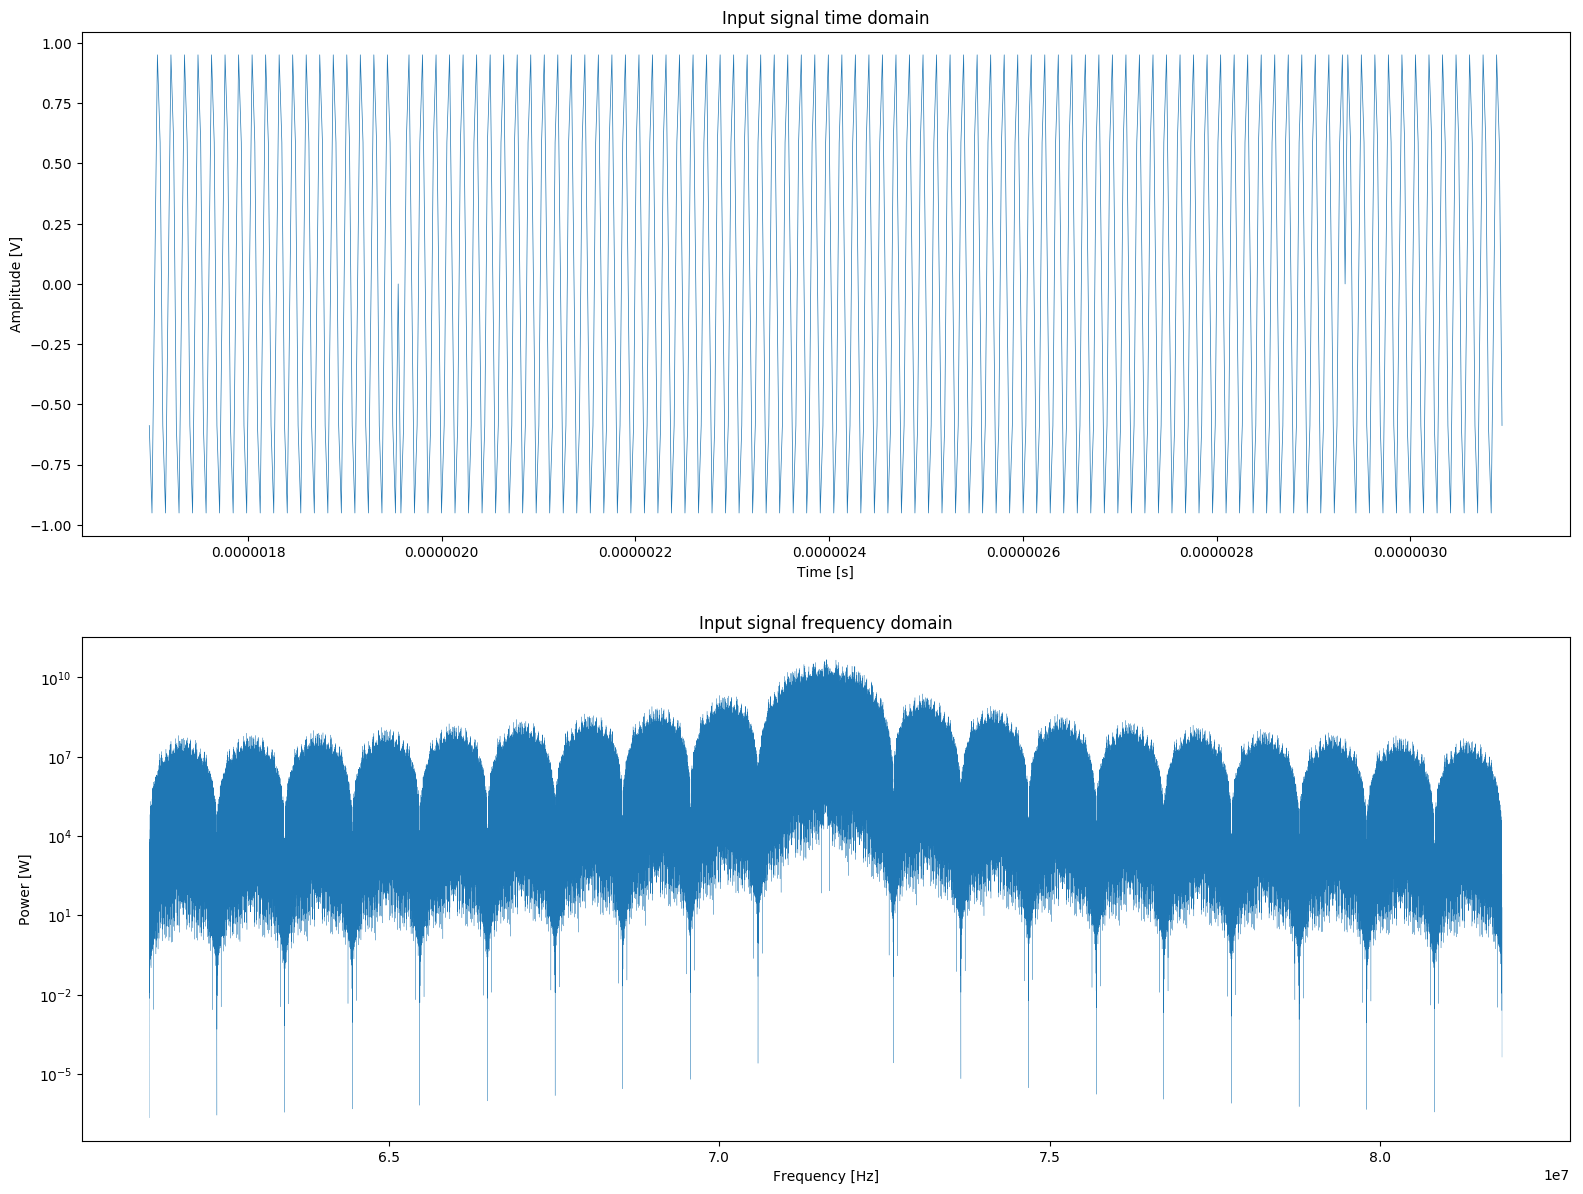 Input signal time domain
1.00
0.75
0.50
0.25
0.00
−0.25
−0.50
−0.75
−1.00
Amplitude [V]
0.0000018 0.0000020 0.0000022 0.0000024 0.0000026 0.0000028 0.0000030
Time [s]
Input signal frequency domain
10^10
10^7
10^4
10^1
10^−2
10^−5
Power [W]
6.5 7.0 7.5 8.0
1e7
Frequency [Hz]